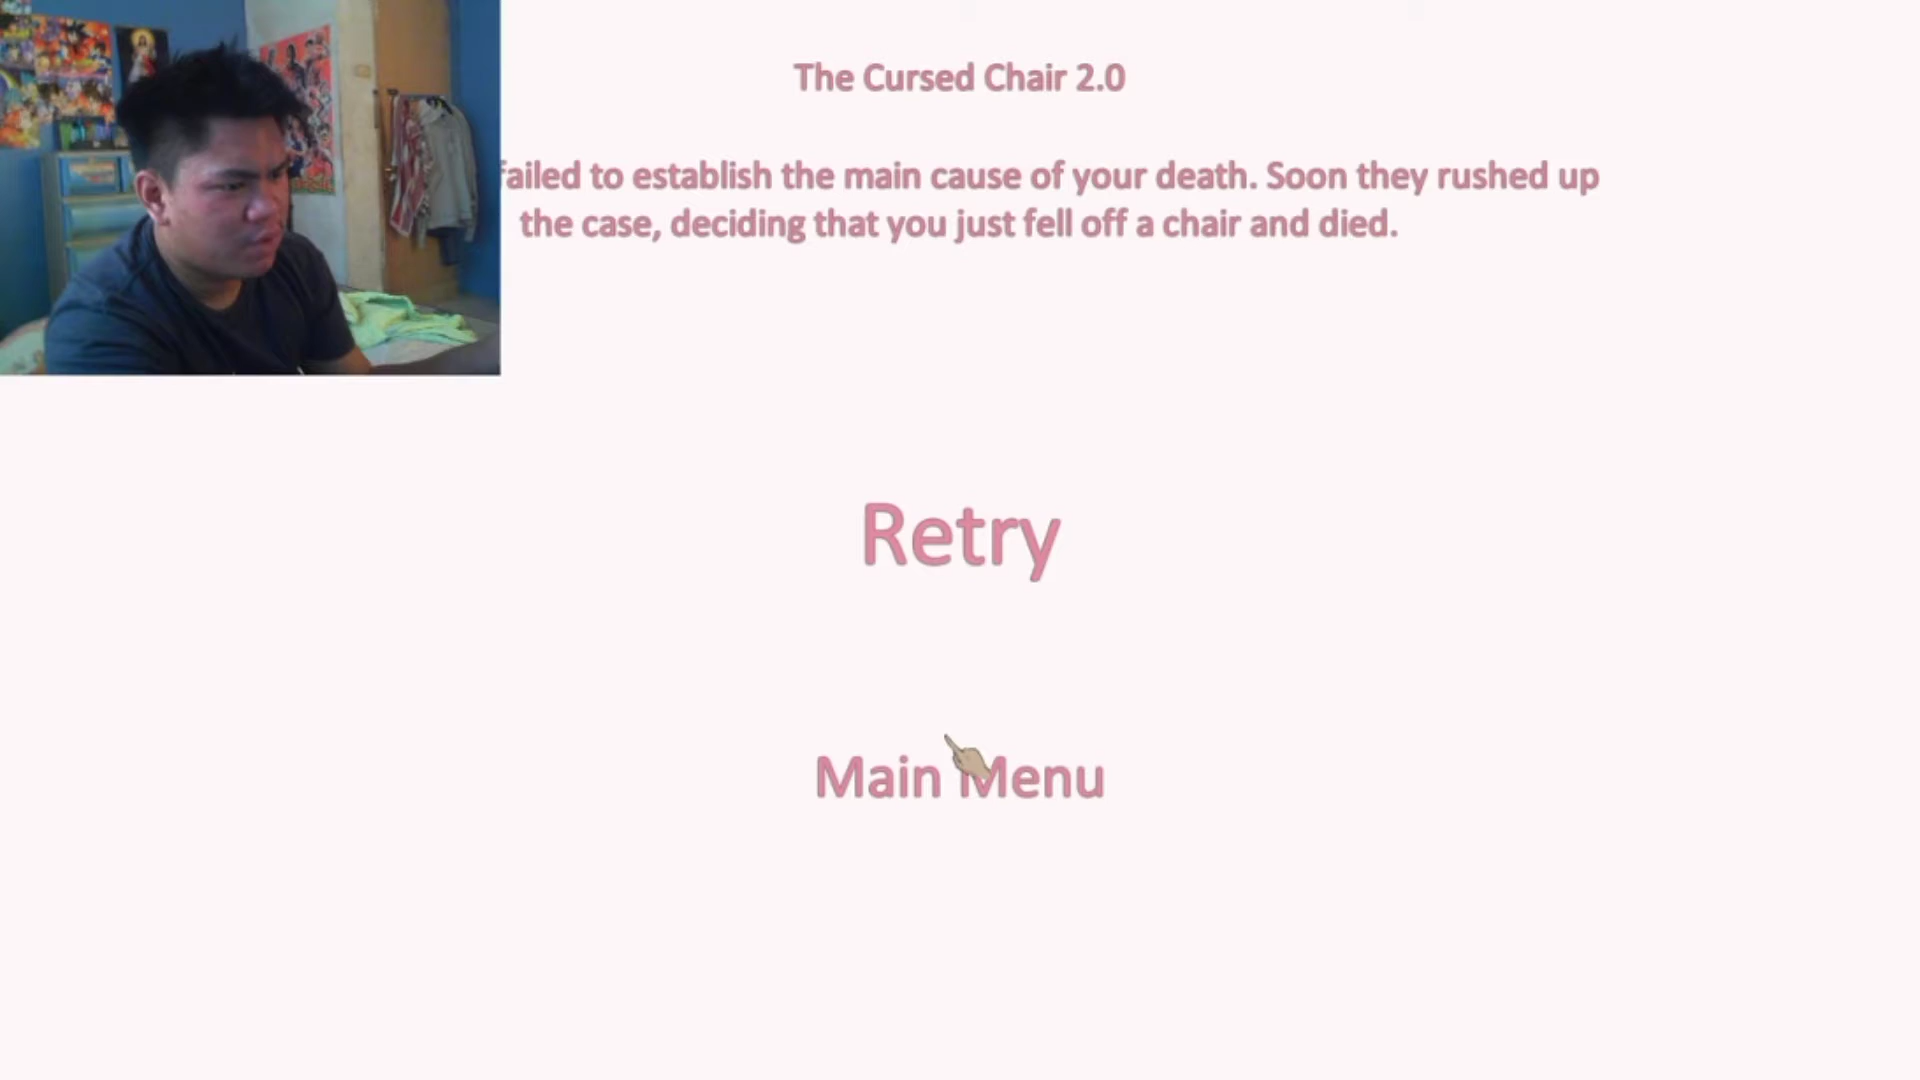 The Cursed Chair 2.0
failed to establish the main cause of your death. Soon they rushed up
the case, deciding that you just fell off a chair and died.
Retry
Main Menu